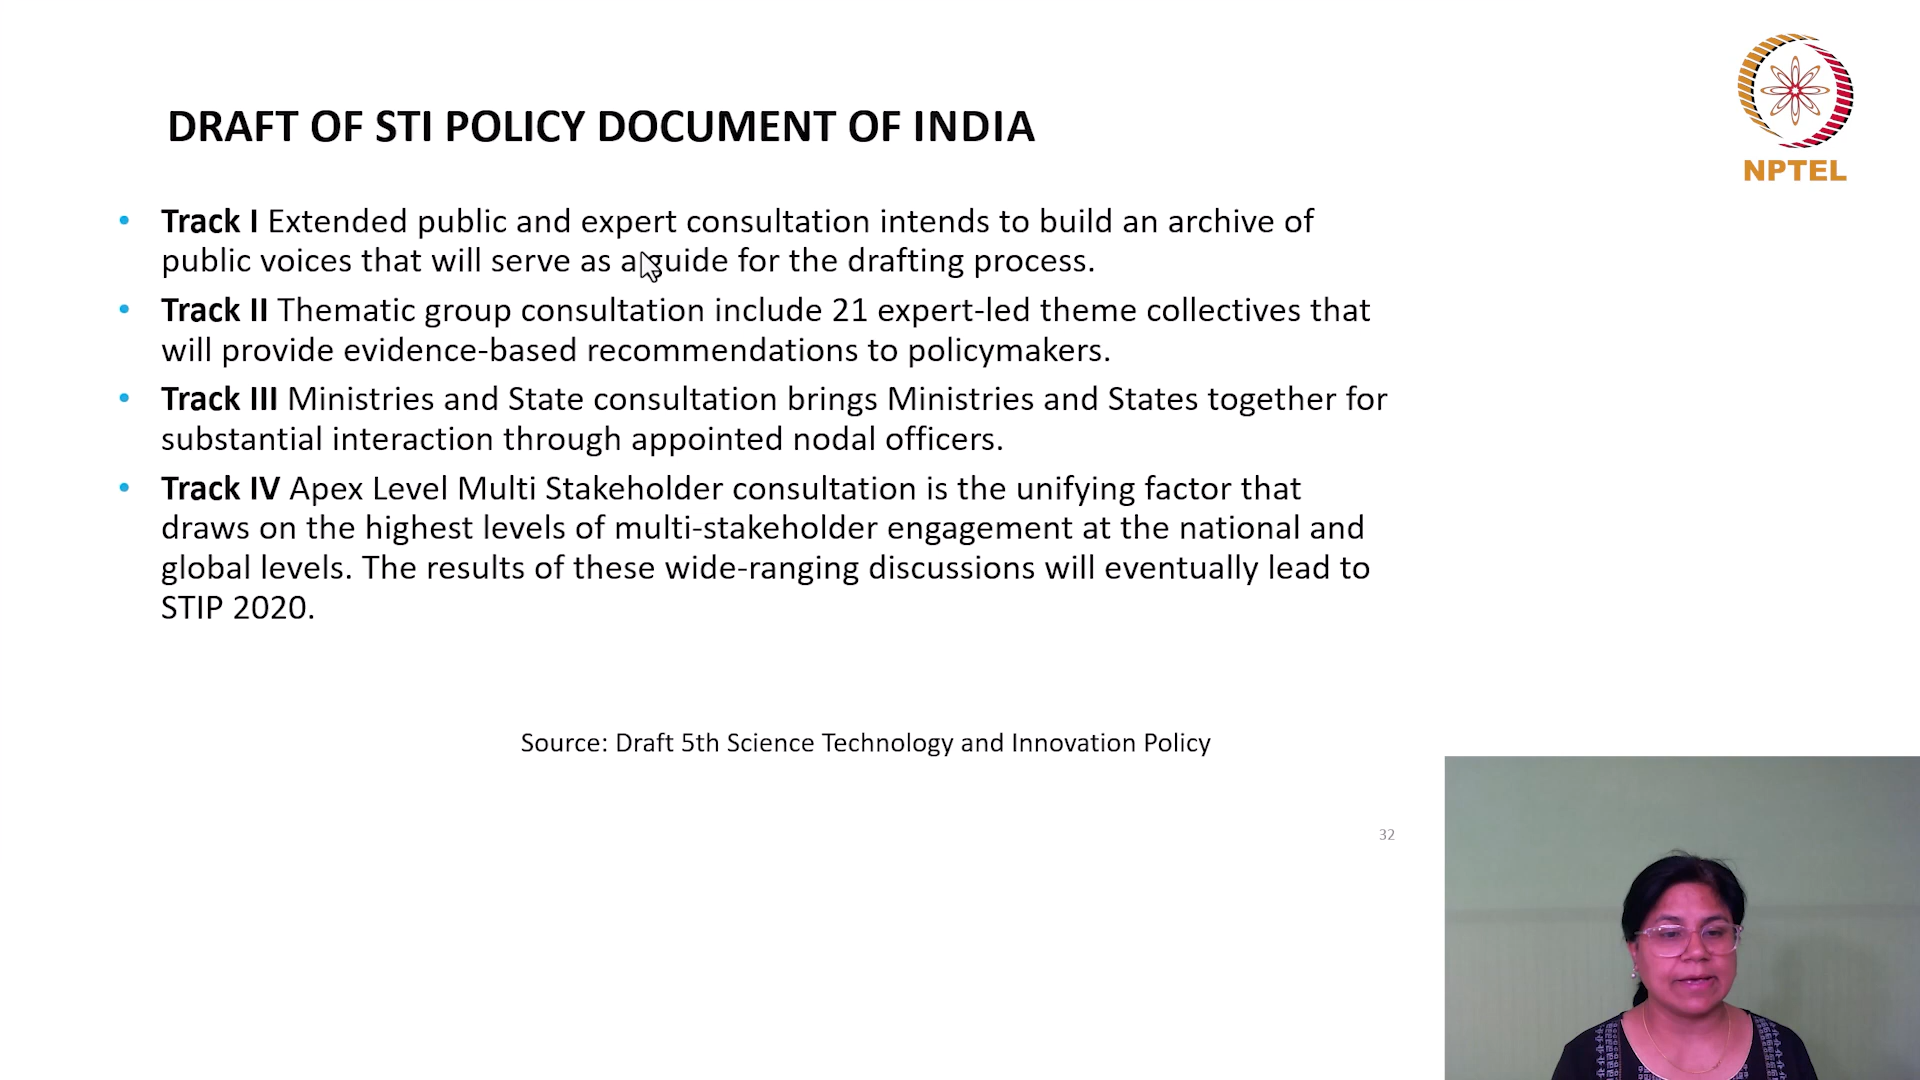 DRAFT OF STI POLICY DOCUMENT OF INDIA
NPTEL
• Track I Extended public and expert consultation intends to build an archive of
public voices that will serve as a guide for the drafting process.
• Track II Thematic group consultation include 21 expert-led theme collectives that
will provide evidence-based recommendations to policymakers.
• Track III Ministries and State consultation brings Ministries and States together for
substantial interaction through appointed nodal officers.
• Track IV Apex Level Multi Stakeholder consultation is the unifying factor that
draws on the highest levels of multi-stakeholder engagement at the national and
global levels. The results of these wide-ranging discussions will eventually lead to
STIP 2020.
Source: Draft 5th Science Technology and Innovation Policy
32